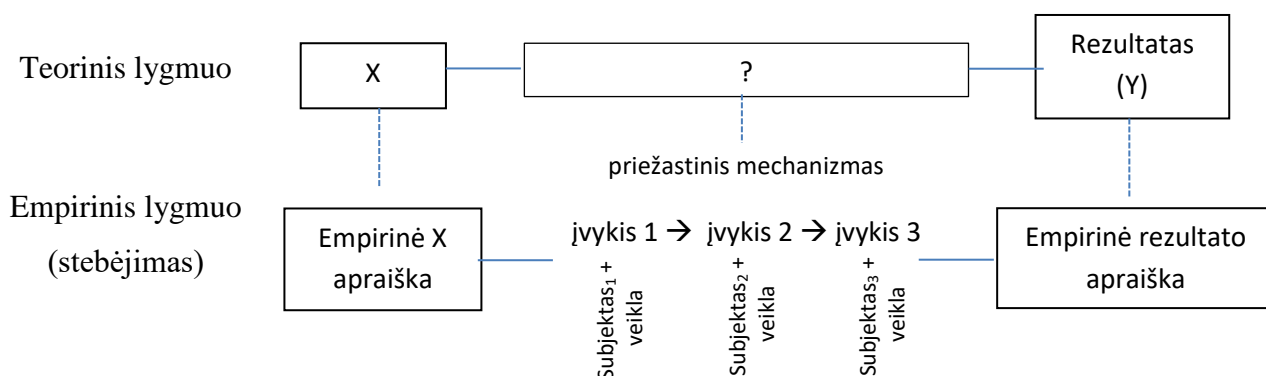 Teorinis lygmuo
X
?
Rezultatas
(Y)
priežastinis mechanizmas
Empirinis lygmuo
(stebėjimas)
Empirinė X
apraiška
įvykis 1 → įvykis 2 → įvykis 3
Subjektas₁ +
veikla
Subjektas₂ +
veikla
Subjektas₃ +
veikla
Empirinė rezultato
apraiška